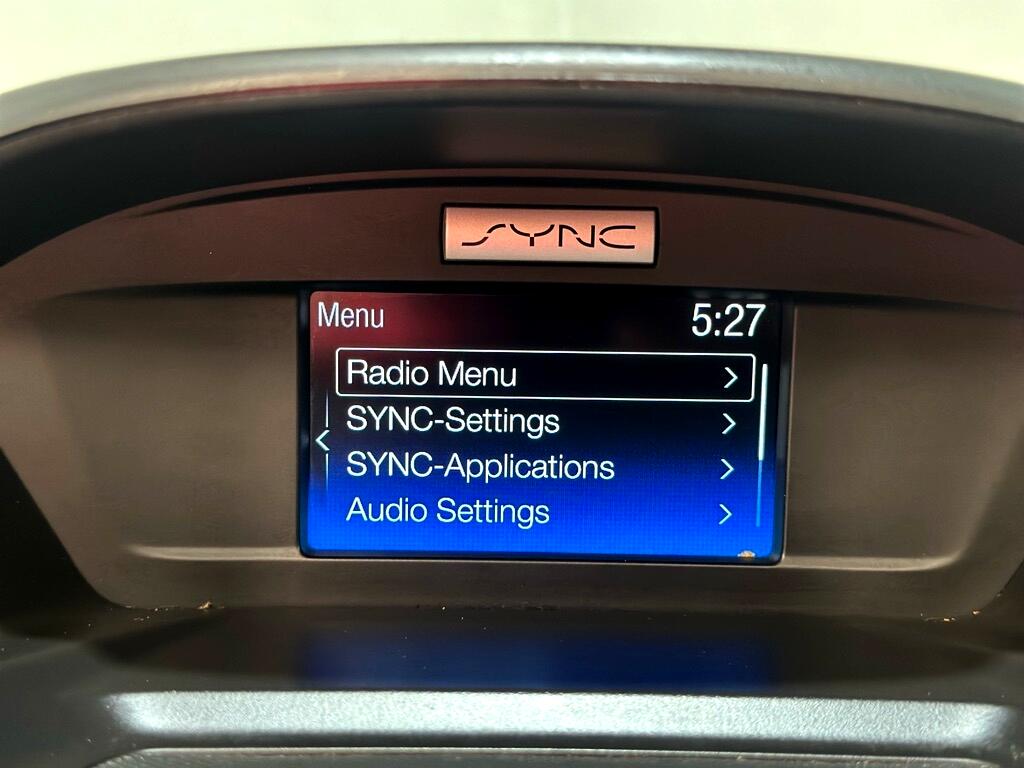 SYNC
Menu 5:27
Radio Menu
SYNC-Settings
SYNC-Applications
Audio Settings